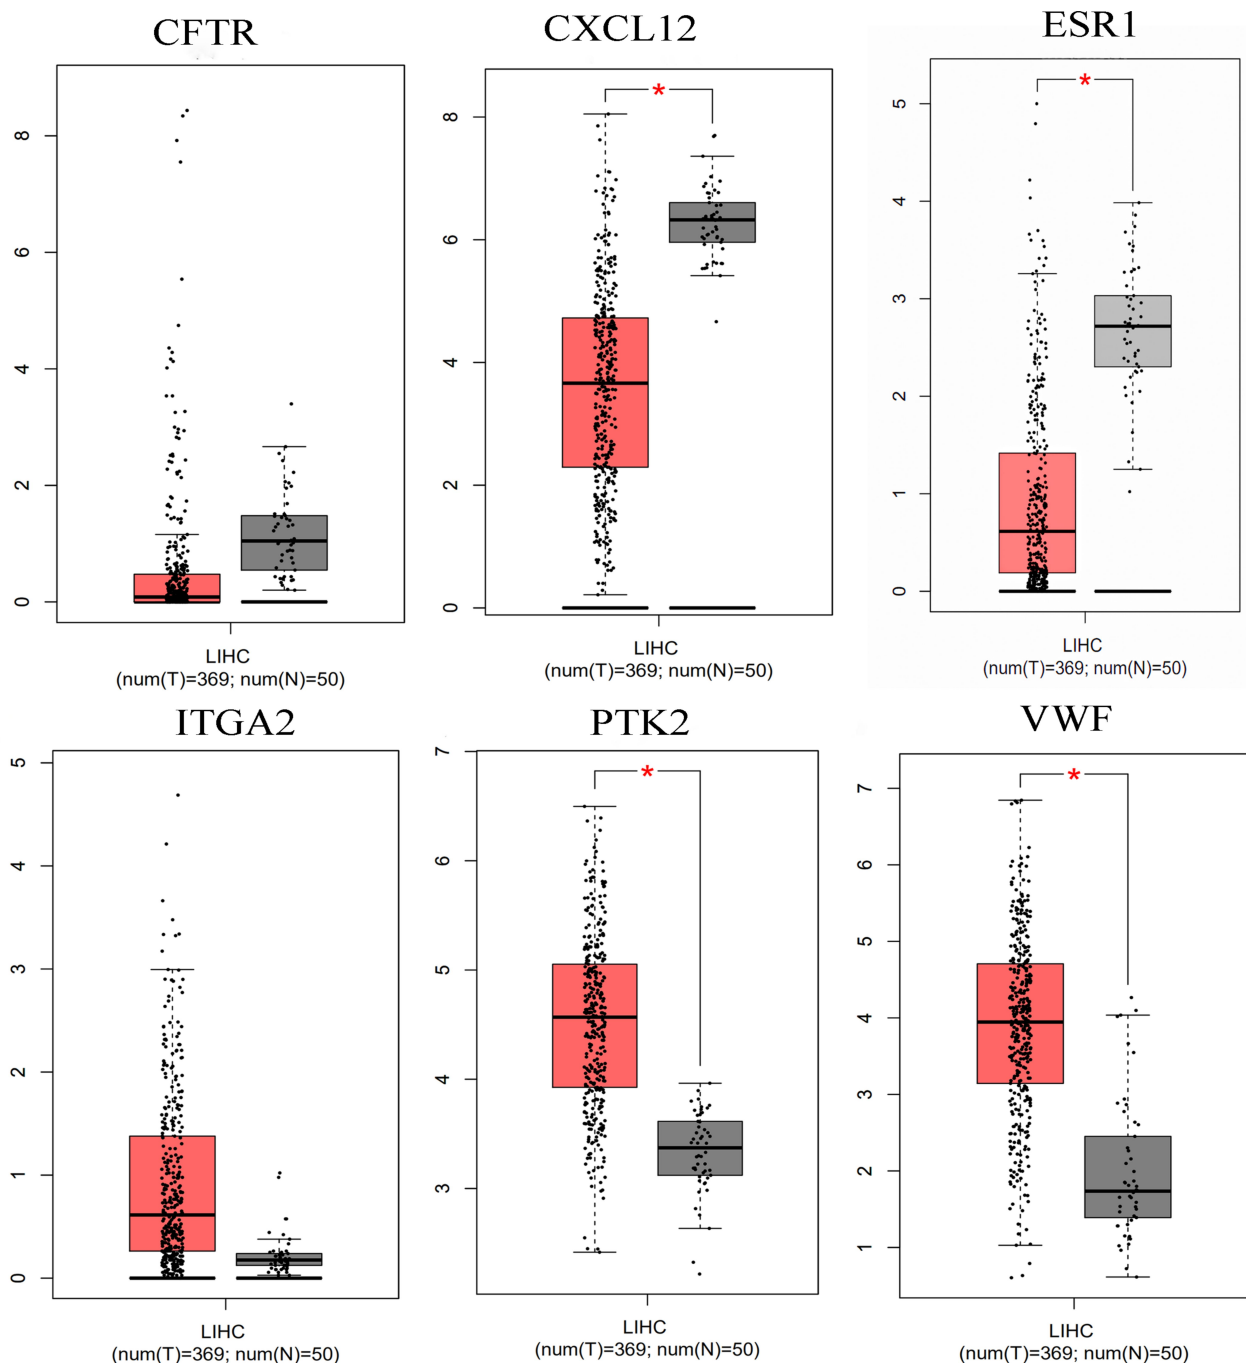 CFTR
CXCL12
ESR1
8
6
4
2
0
LIHC
(num(T)=369; num(N)=50)
*
8
6
4
2
0
LIHC
(num(T)=369; num(N)=50)
*
5
4
3
2
1
0
LIHC
(num(T)=369; num(N)=50)
ITGA2
PTK2
VWF
5
4
3
2
1
0
LIHC
(num(T)=369; num(N)=50)
*
7
6
5
4
3
LIHC
(num(T)=369; num(N)=50)
*
7
6
5
4
3
2
1
LIHC
(num(T)=369; num(N)=50)